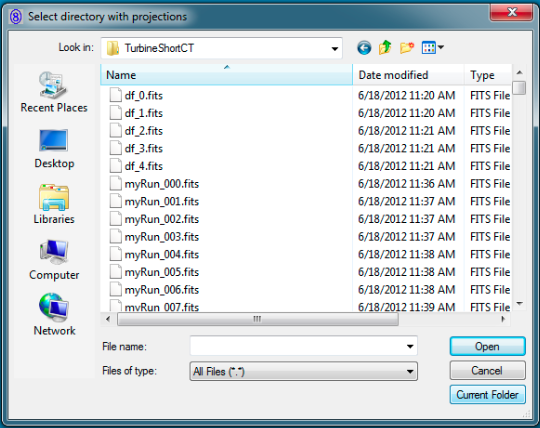 Select directory with projections
Look in: TurbineShortCT
Name Date modified Type
df_0.fits 6/18/2012 11:20 AM FITS File
df_1.fits 6/18/2012 11:20 AM FITS File
df_2.fits 6/18/2012 11:21 AM FITS File
df_3.fits 6/18/2012 11:21 AM FITS File
df_4.fits 6/18/2012 11:21 AM FITS File
myRun_000.fits 6/18/2012 11:36 AM FITS File
myRun_001.fits 6/18/2012 11:37 AM FITS File
myRun_002.fits 6/18/2012 11:37 AM FITS File
myRun_003.fits 6/18/2012 11:37 AM FITS File
myRun_004.fits 6/18/2012 11:38 AM FITS File
myRun_005.fits 6/18/2012 11:38 AM FITS File
myRun_006.fits 6/18/2012 11:38 AM FITS File
myRun_007.fits 6/18/2012 11:39 AM FITS File
Recent Places
Desktop
Libraries
Computer
Network
File name:
Open
Files of type: All Files (*.*)
Cancel
Current Folder